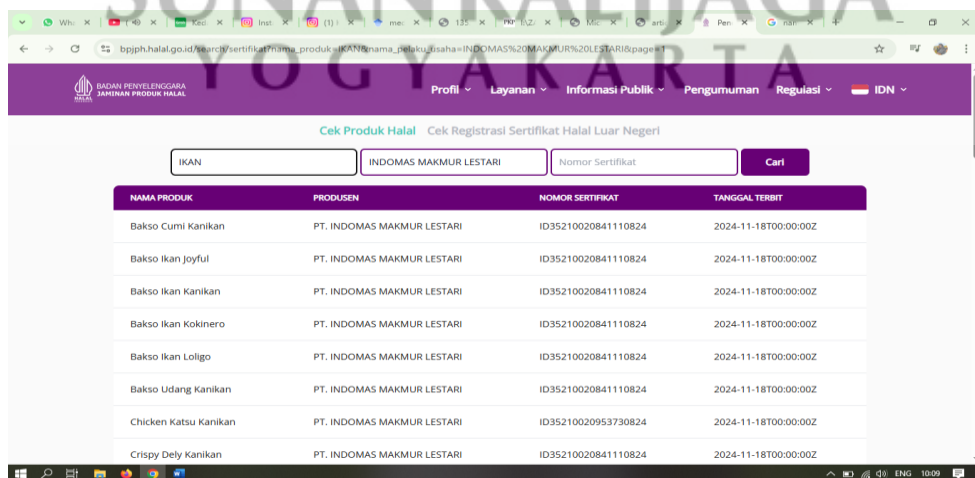 SUNAN KALIJAGA
YOGYAKARTA
bpjph.halal.go.id/search/sertifikat?nama_produk=IKAN&nama_pelaku_usaha=INDOMAS%20MAKMUR%20LESTARI&page=1
HALAL
BADAN PENYELENGGARA
JAMINAN PRODUK HALAL
Profil Layanan Informasi Publik Pengumuman Regulasi IDN
Cek Produk Halal Cek Registrasi Sertifikat Halal Luar Negeri
IKAN INDOMAS MAKMUR LESTARI Nomor Sertifikat Cari
NAMA PRODUK PRODUSEN NOMOR SERTIFIKAT TANGGAL TERBIT
Bakso Cumi Kanikan PT. INDOMAS MAKMUR LESTARI ID35210020841110824 2024-11-18T00:00:00Z
Bakso Ikan Joyful PT. INDOMAS MAKMUR LESTARI ID35210020841110824 2024-11-18T00:00:00Z
Bakso Ikan Kanikan PT. INDOMAS MAKMUR LESTARI ID35210020841110824 2024-11-18T00:00:00Z
Bakso Ikan Kokinero PT. INDOMAS MAKMUR LESTARI ID35210020841110824 2024-11-18T00:00:00Z
Bakso Ikan Loligo PT. INDOMAS MAKMUR LESTARI ID35210020841110824 2024-11-18T00:00:00Z
Bakso Udang Kanikan PT. INDOMAS MAKMUR LESTARI ID35210020841110824 2024-11-18T00:00:00Z
Chicken Katsu Kanikan PT. INDOMAS MAKMUR LESTARI ID35210020953730824 2024-11-18T00:00:00Z
Crispy Dely Kanikan PT. INDOMAS MAKMUR LESTARI ID35210020841110824 2024-11-18T00:00:00Z
ENG 10:09